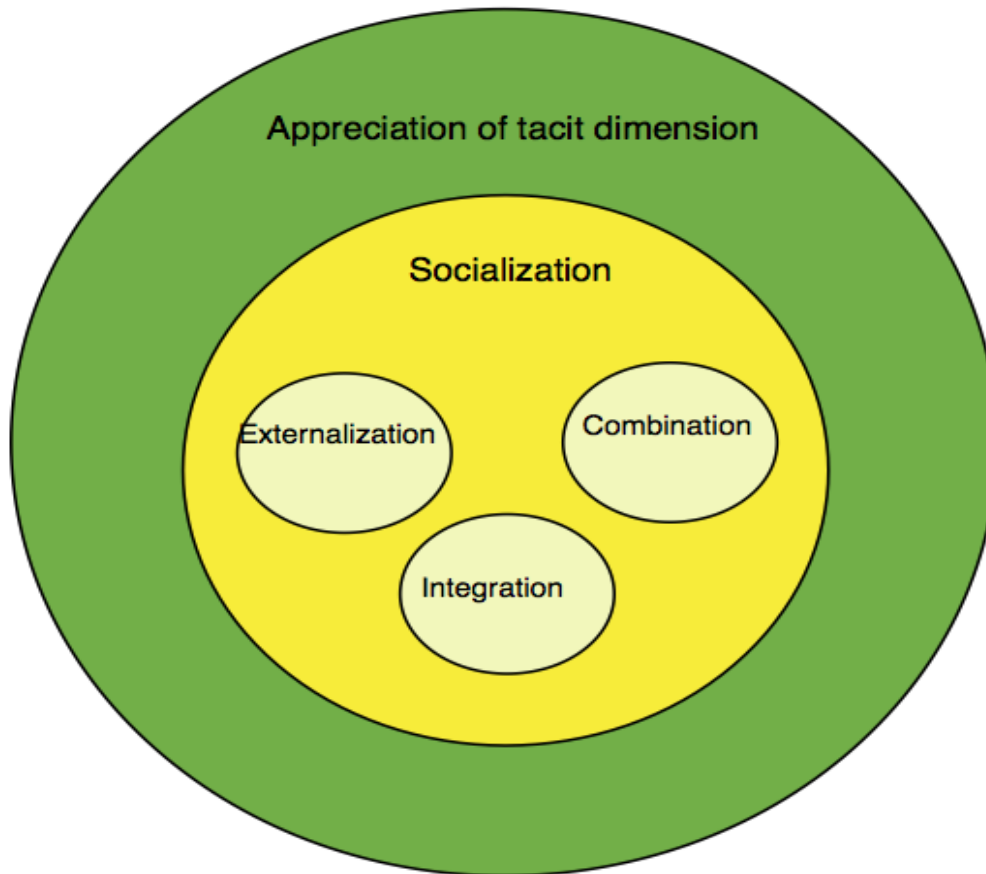 Appreciation of tacit dimension
Socialization
Externalization
Combination
Integration